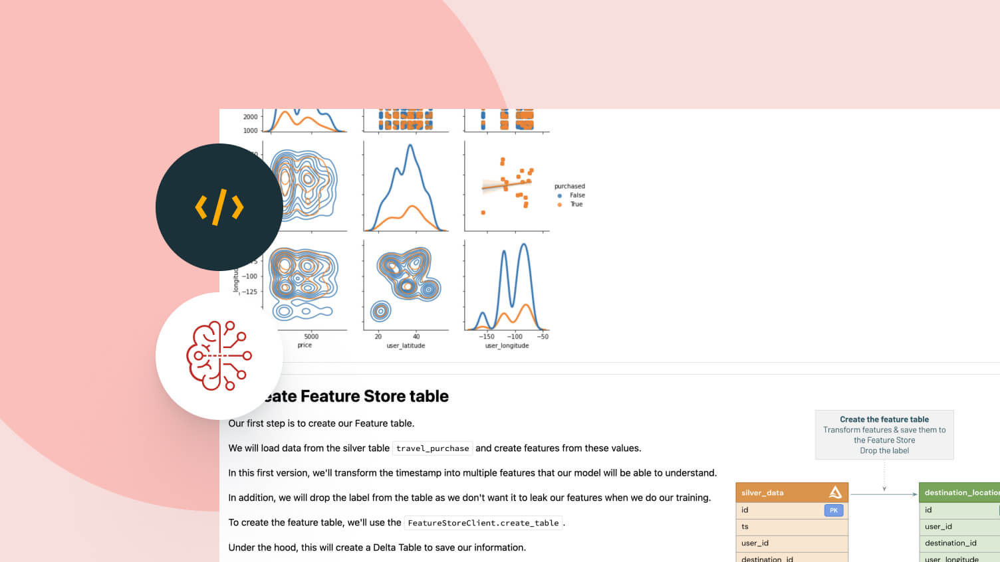 2000
1000
purchased
False
True
−100
−125
5000
20
40
−150
−100
−50
price
user_latitude
user_longitude
eate Feature Store table
Our first step is to create our Feature table.
We will load data from the silver table travel_purchase and create features from these values.
In this first version, we'll transform the timestamp into multiple features that our model will be able to understand.
In addition, we will drop the label from the table as we don't want it to leak our features when we do our training.
To create the feature table, we'll use the FeatureStoreClient.create_table .
Under the hood, this will create a Delta Table to save our information.
Create the feature table
Transform features & save them to
the Feature Store
Drop the label
silver_data
id PK
ts
user_id
destination_id
destination_location
id
user_id
destination_id
user_longitude